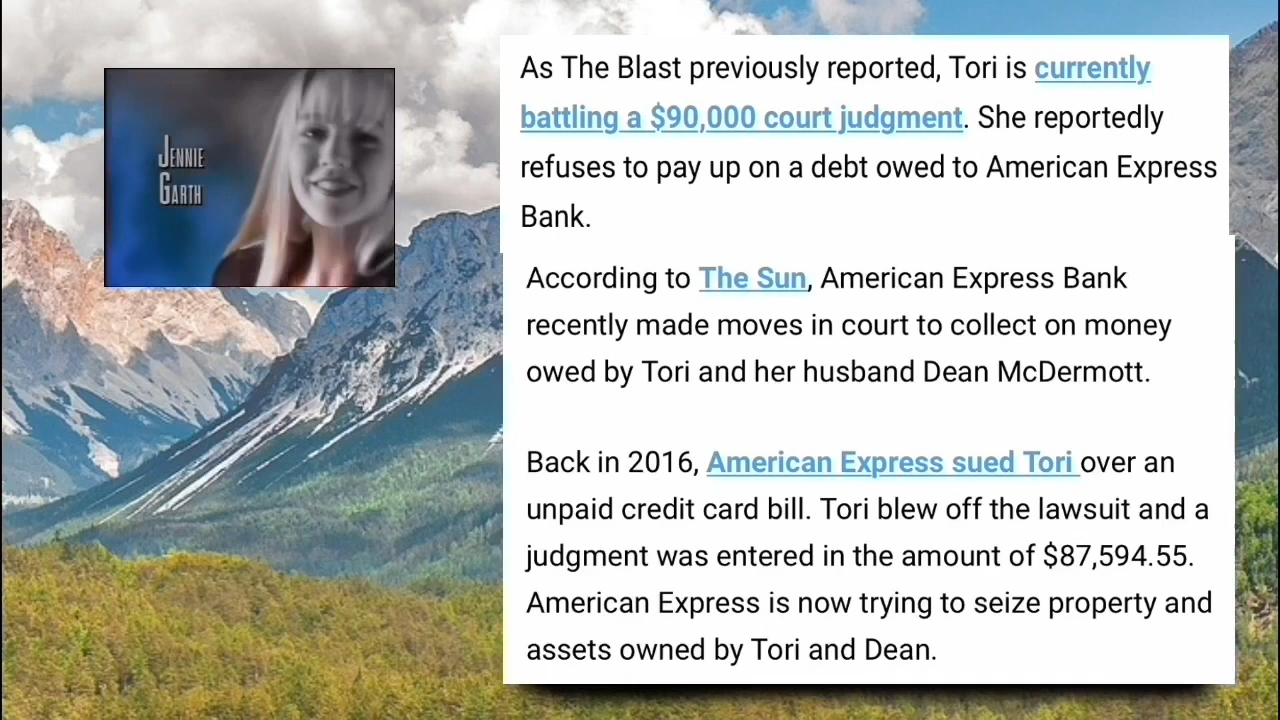 JENNIE
GARTH
As The Blast previously reported, Tori is currently
battling a $90,000 court judgment. She reportedly
refuses to pay up on a debt owed to American Express
Bank.
According to The Sun, American Express Bank
recently made moves in court to collect on money
owed by Tori and her husband Dean McDermott.
Back in 2016, American Express sued Tori over an
unpaid credit card bill. Tori blew off the lawsuit and a
judgment was entered in the amount of $87,594.55.
American Express is now trying to seize property and
assets owned by Tori and Dean.